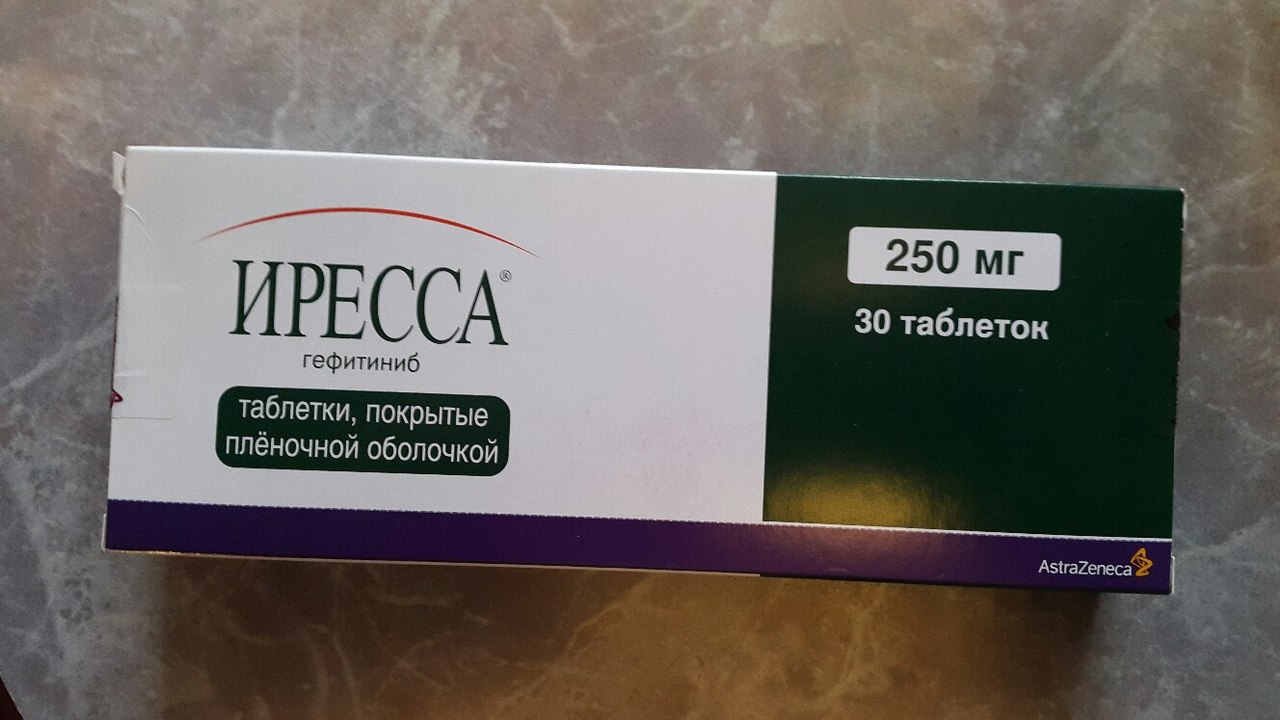 ИРЕССА®
гефитиниб
таблетки, покрытые
плёночной оболочкой
250 мг
30 таблеток
AstraZeneca